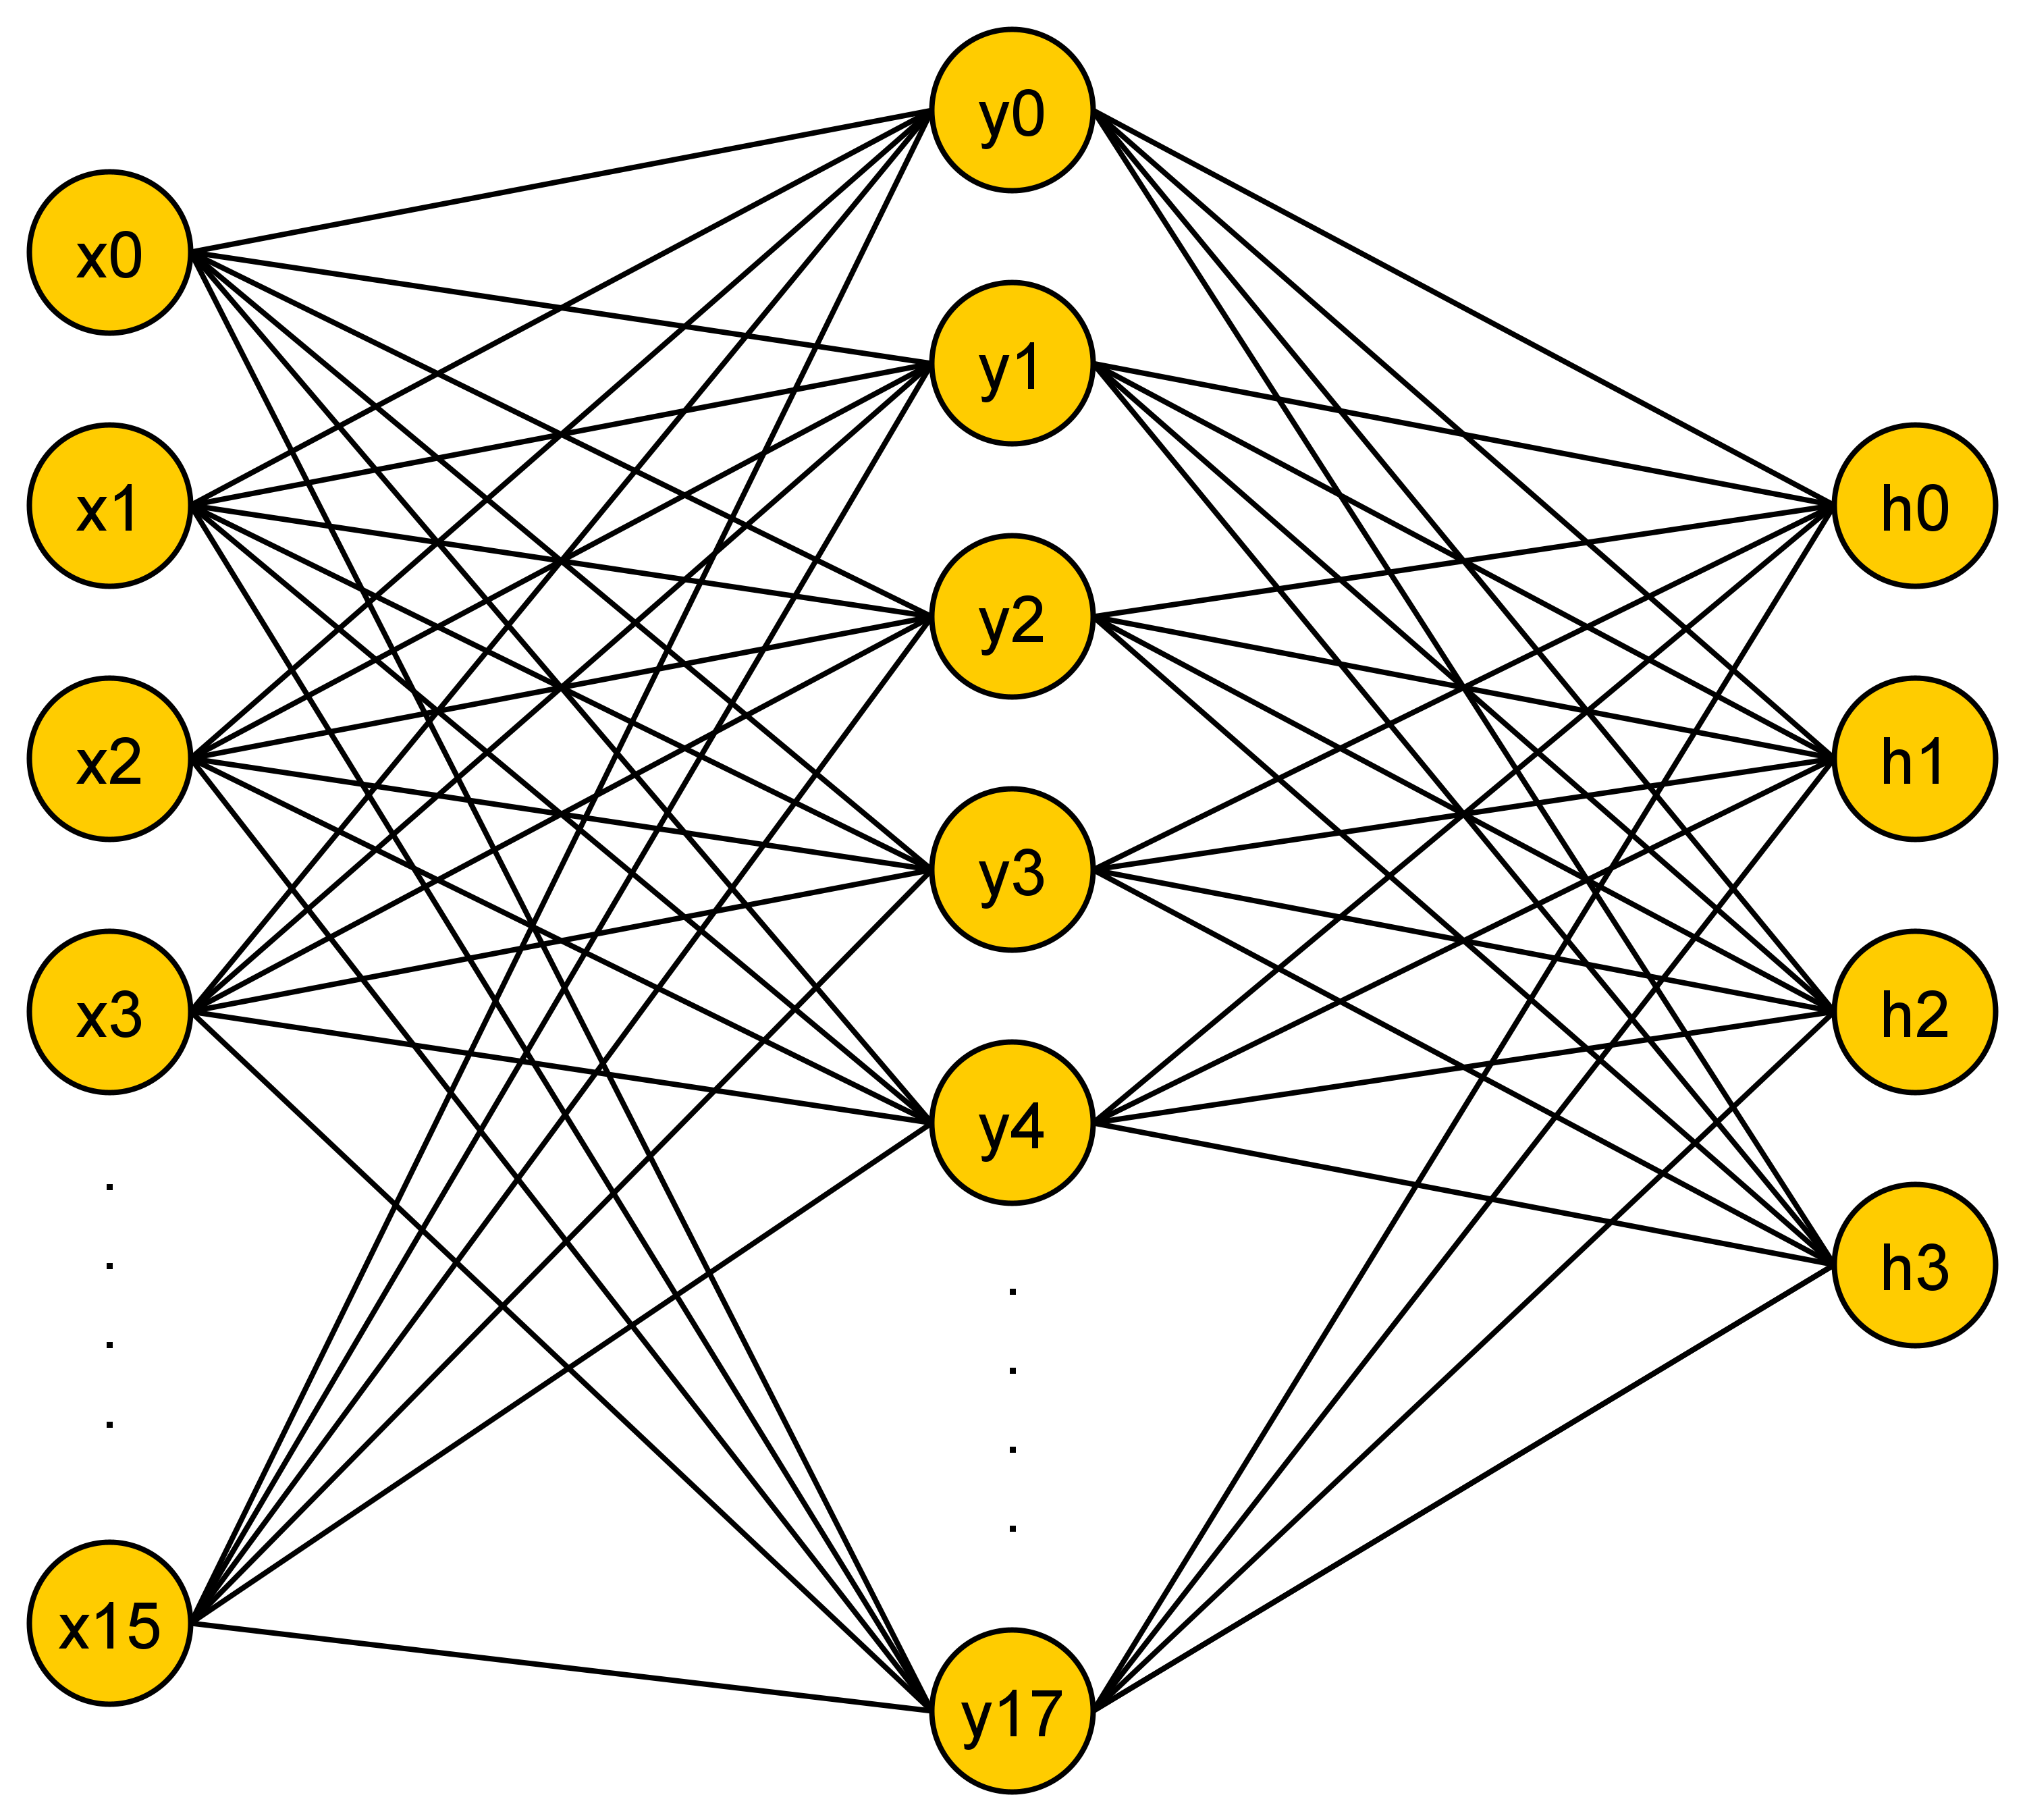 y0
x0
y1
x1
h0
y2
x2
h1
y3
x3
h2
y4
h3
.
.
.
.
.
.
.
.
x15
y17